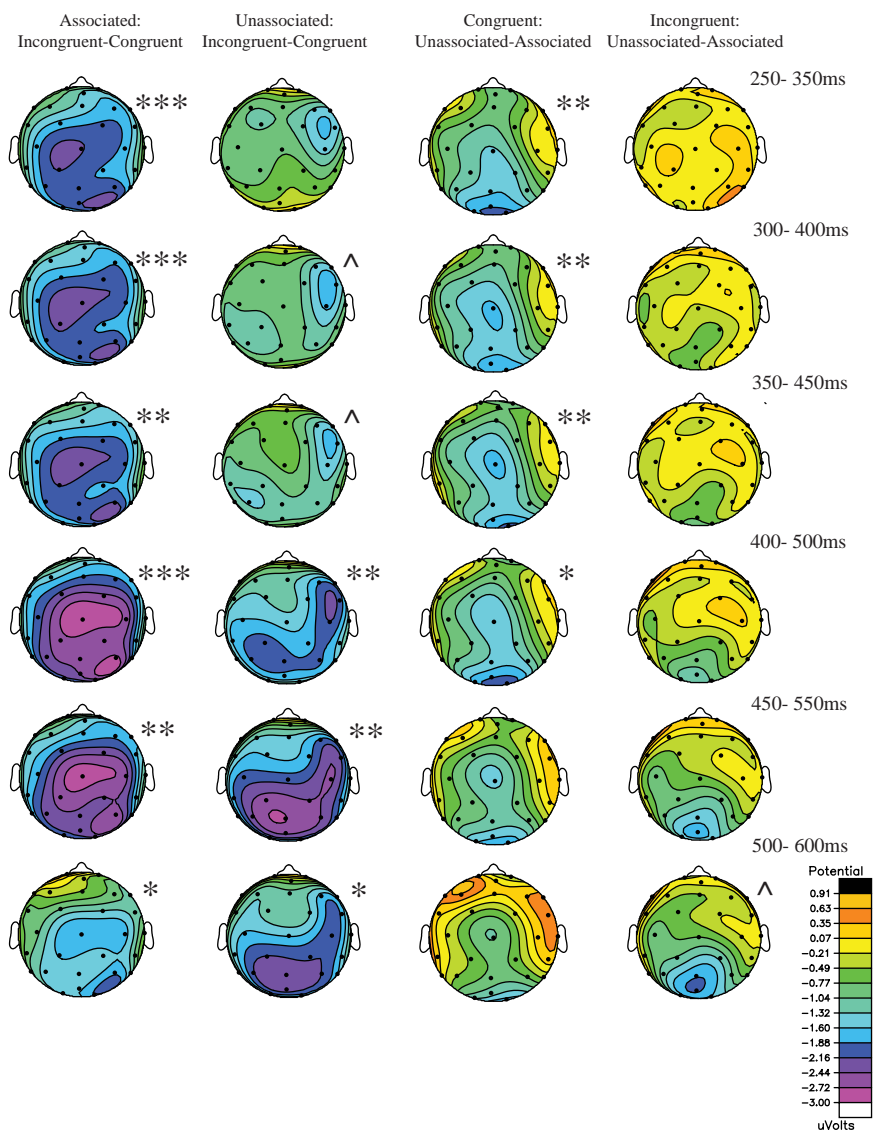 Associated:
Incongruent-Congruent
Unassociated:
Incongruent-Congruent
Congruent:
Unassociated-Associated
Incongruent:
Unassociated-Associated
250- 350ms
***
**
300- 400ms
***
^
**
350- 450ms
**
^
**
400- 500ms
***
**
*
450- 550ms
**
**
500- 600ms
*
*
^
Potential
0.91
0.63
0.35
0.07
-0.21
-0.49
-0.77
-1.04
-1.32
-1.60
-1.88
-2.16
-2.44
-2.72
-3.00
uVolts